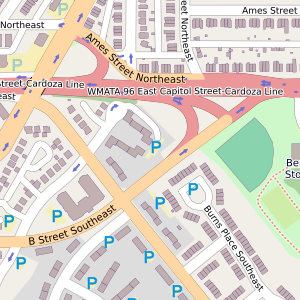 Ames Street
Northeast
Northeast
Ames Street Northeast
Street-Cardoza Line
WMATA 96 East Capitol Street-Cardoza Line
east
Be
Sto
B Street Southeast
Burns Place Southeast
P
P
P
P
P
P
P
P
P
P
P